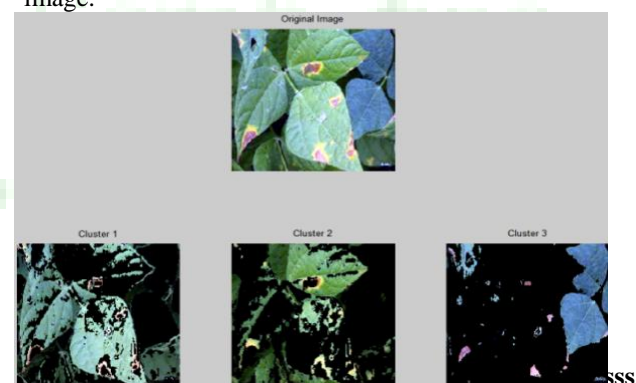 image.
Original Image
Cluster 1
Cluster 2
Cluster 3
sss